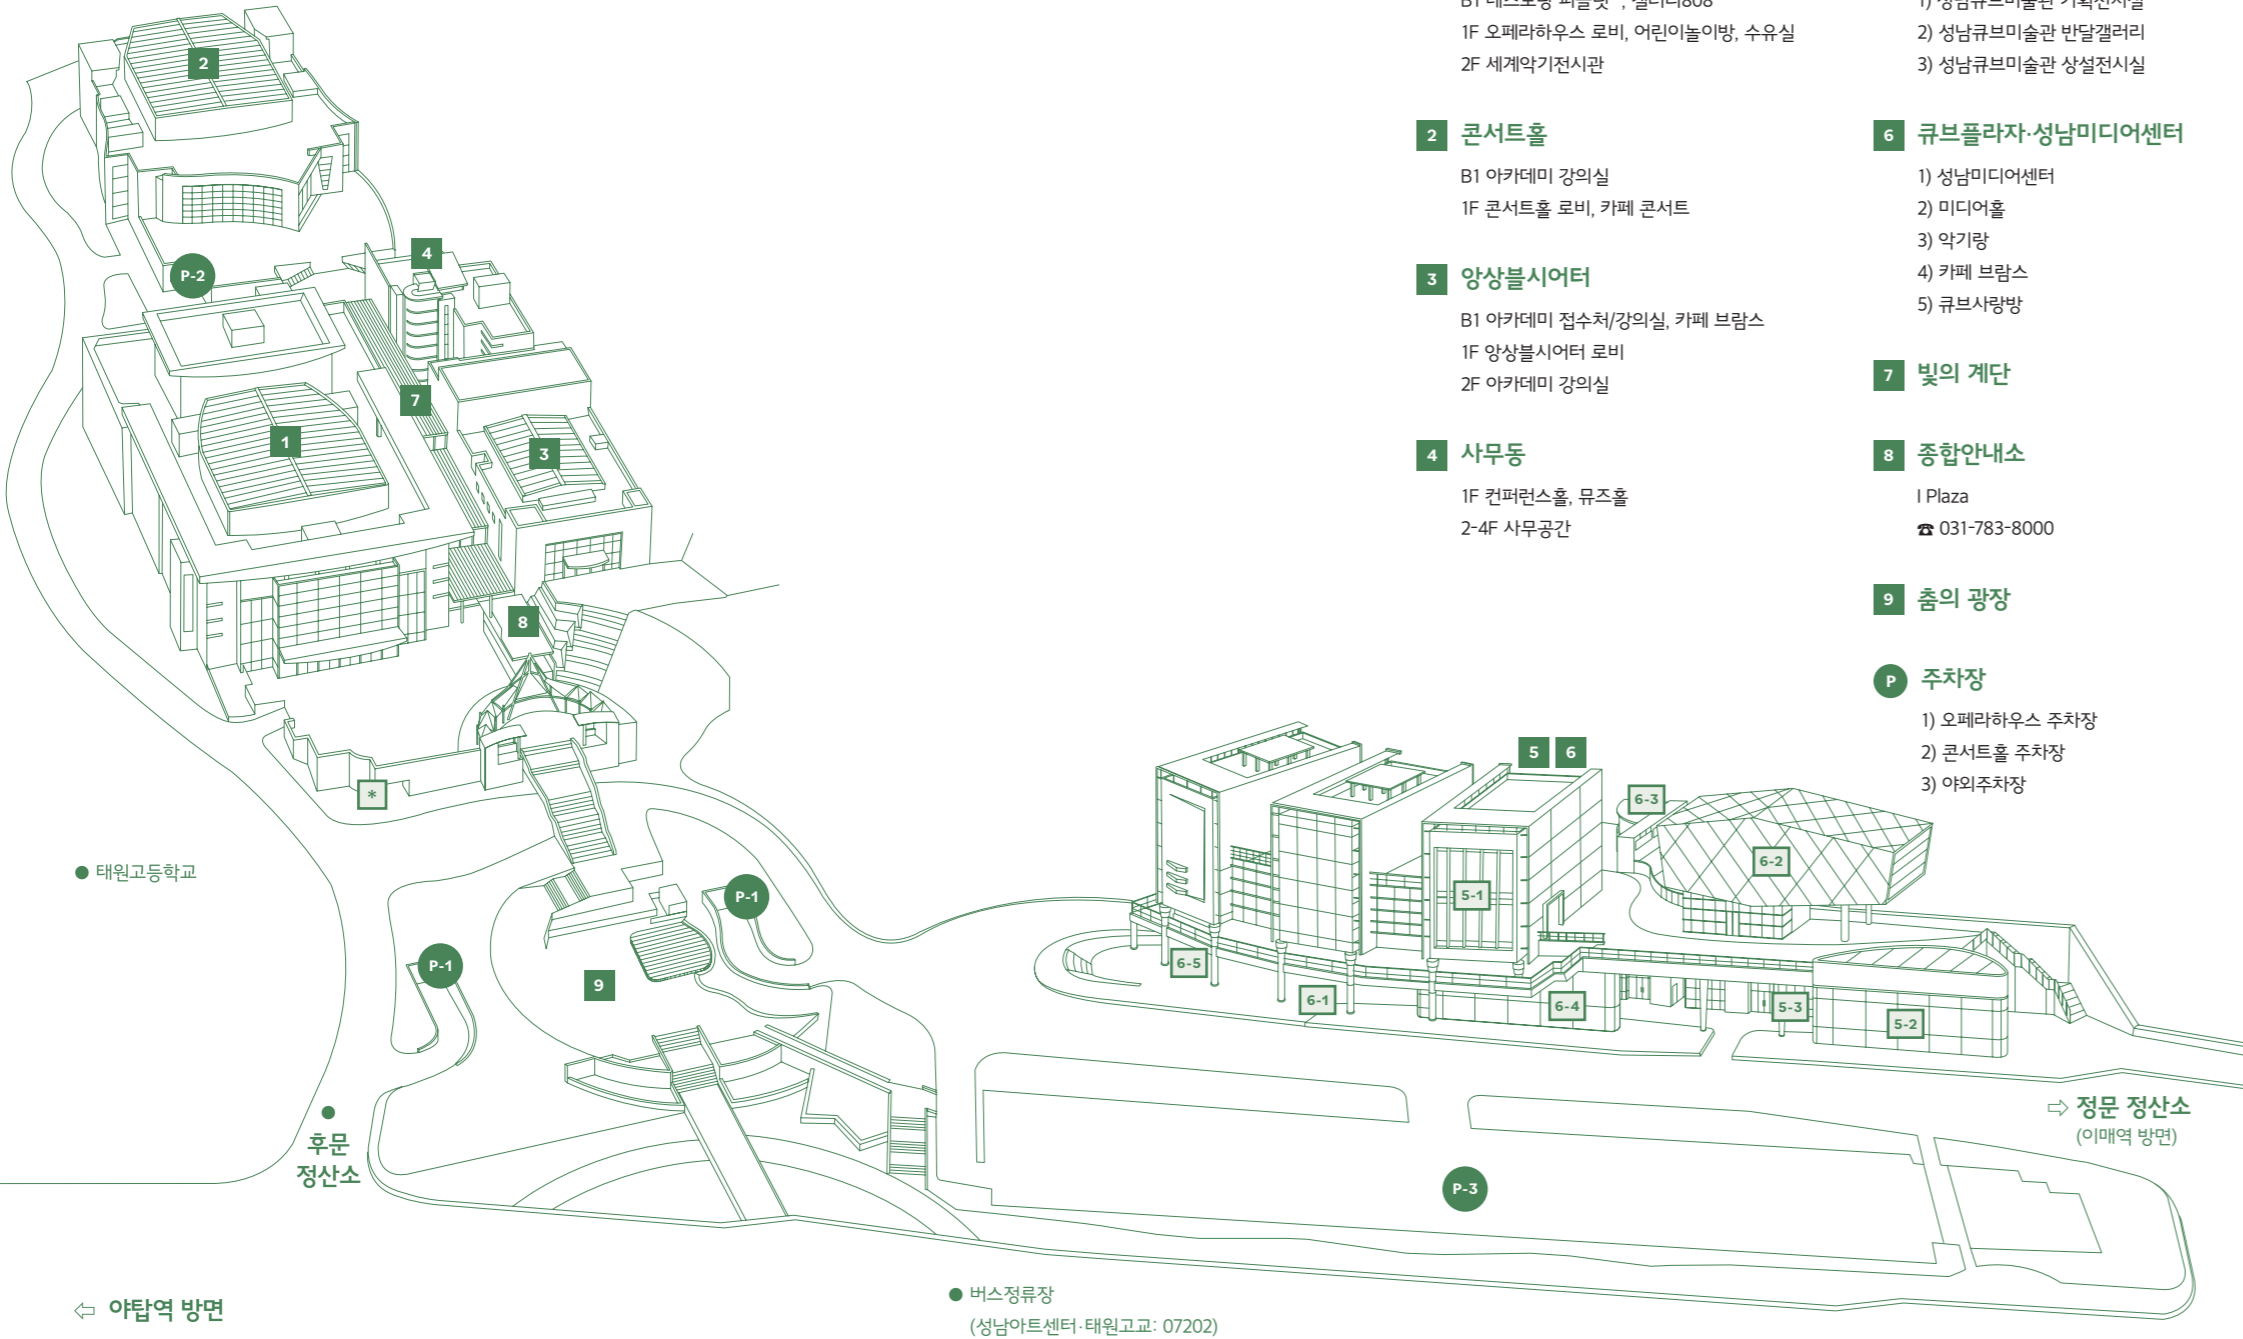 1F 오페라하우스 로비, 어린이놀이방, 수유실
2F 세계악기전시관
2 콘서트홀
B1 아카데미 강의실
1F 콘서트홀 로비, 카페 콘서트
3 앙상블시어터
B1 아카데미 접수처/강의실, 카페 브람스
1F 앙상블시어터 로비
2F 아카데미 강의실
4 사무동
1F 컨퍼런스홀, 뮤즈홀
2-4F 사무공간
1) 성남큐브미술관 기획전시실
2) 성남큐브미술관 반달갤러리
3) 성남큐브미술관 상설전시실
6 큐브플라자·성남미디어센터
1) 성남미디어센터
2) 미디어홀
3) 악기랑
4) 카페 브람스
5) 큐브사랑방
7 빛의 계단
8 종합안내소
I Plaza
☎ 031-783-8000
9 춤의 광장
P 주차장
1) 오페라하우스 주차장
2) 콘서트홀 주차장
3) 야외주차장
2
4
P-2
7
1
3
8
*
5 6
6-3
6-2
5-1
6-5
6-1
6-4
5-3
5-2
● 태원고등학교
P-1
P-1
9
후문
정산소
⇨ 정문 정산소
(이매역 방면)
P-3
⇦ 야탑역 방면
● 버스정류장
(성남아트센터·태원고교: 07202)